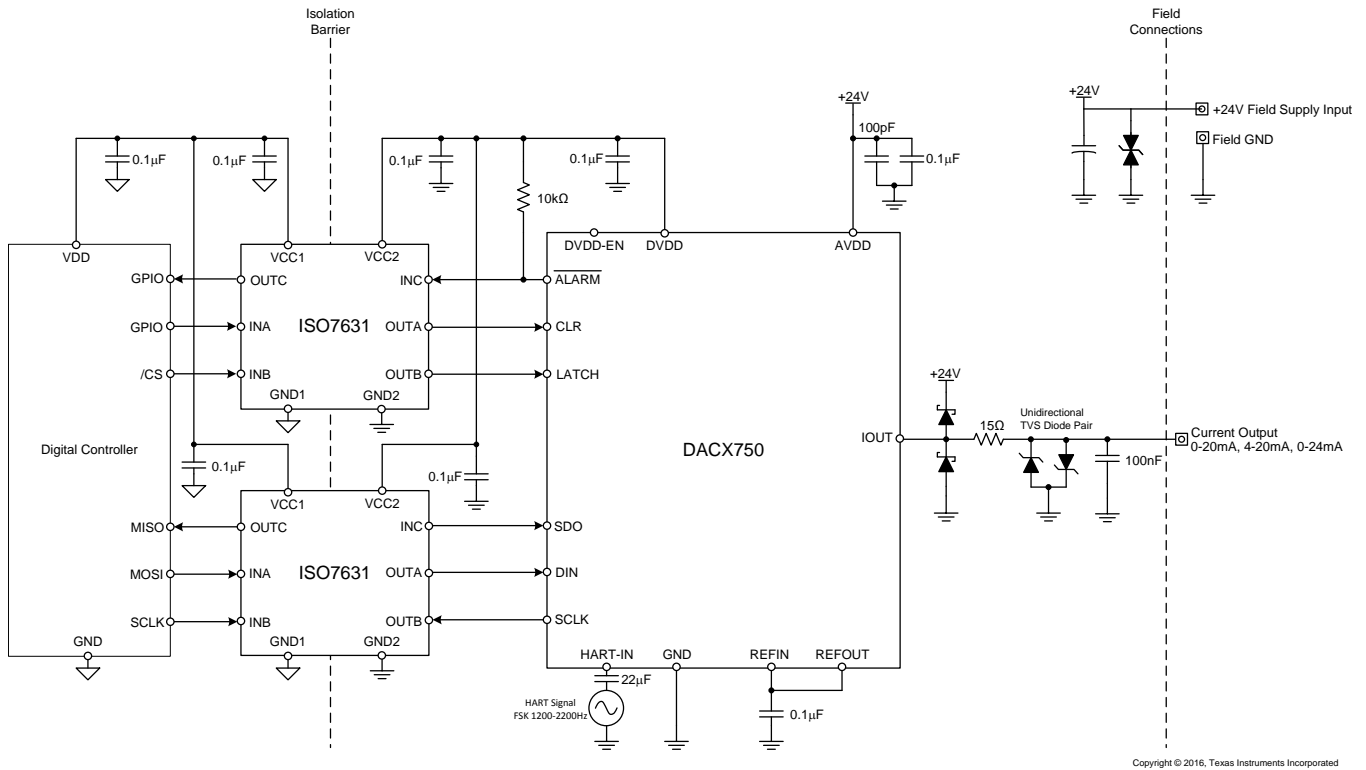 Isolation
Barrier
Field
Connections
+24V
+24V
+24V Field Supply Input
Field GND
100pF
0.1μF
0.1μF
0.1μF
0.1μF
0.1μF
10kΩ
VDD
VCC1
VCC2
DVDD-EN
DVDD
AVDD
GPIO
OUTC
INC
ALARM
GPIO
INA
ISO7631
OUTA
CLR
/CS
INB
OUTB
LATCH
GND1
GND2
+24V
Digital Controller
DACX750
IOUT
15Ω
Unidirectional
TVS Diode Pair
100nF
Current Output
0-20mA, 4-20mA, 0-24mA
0.1μF
0.1μF
VCC1
VCC2
MISO
OUTC
INC
SDO
MOSI
INA
ISO7631
OUTA
DIN
SCLK
INB
OUTB
SCLK
GND
GND1
GND2
HART-IN
GND
REFIN
REFOUT
22μF
HART Signal
FSK 1200-2200Hz
0.1μF
Copyright © 2016, Texas Instruments Incorporated